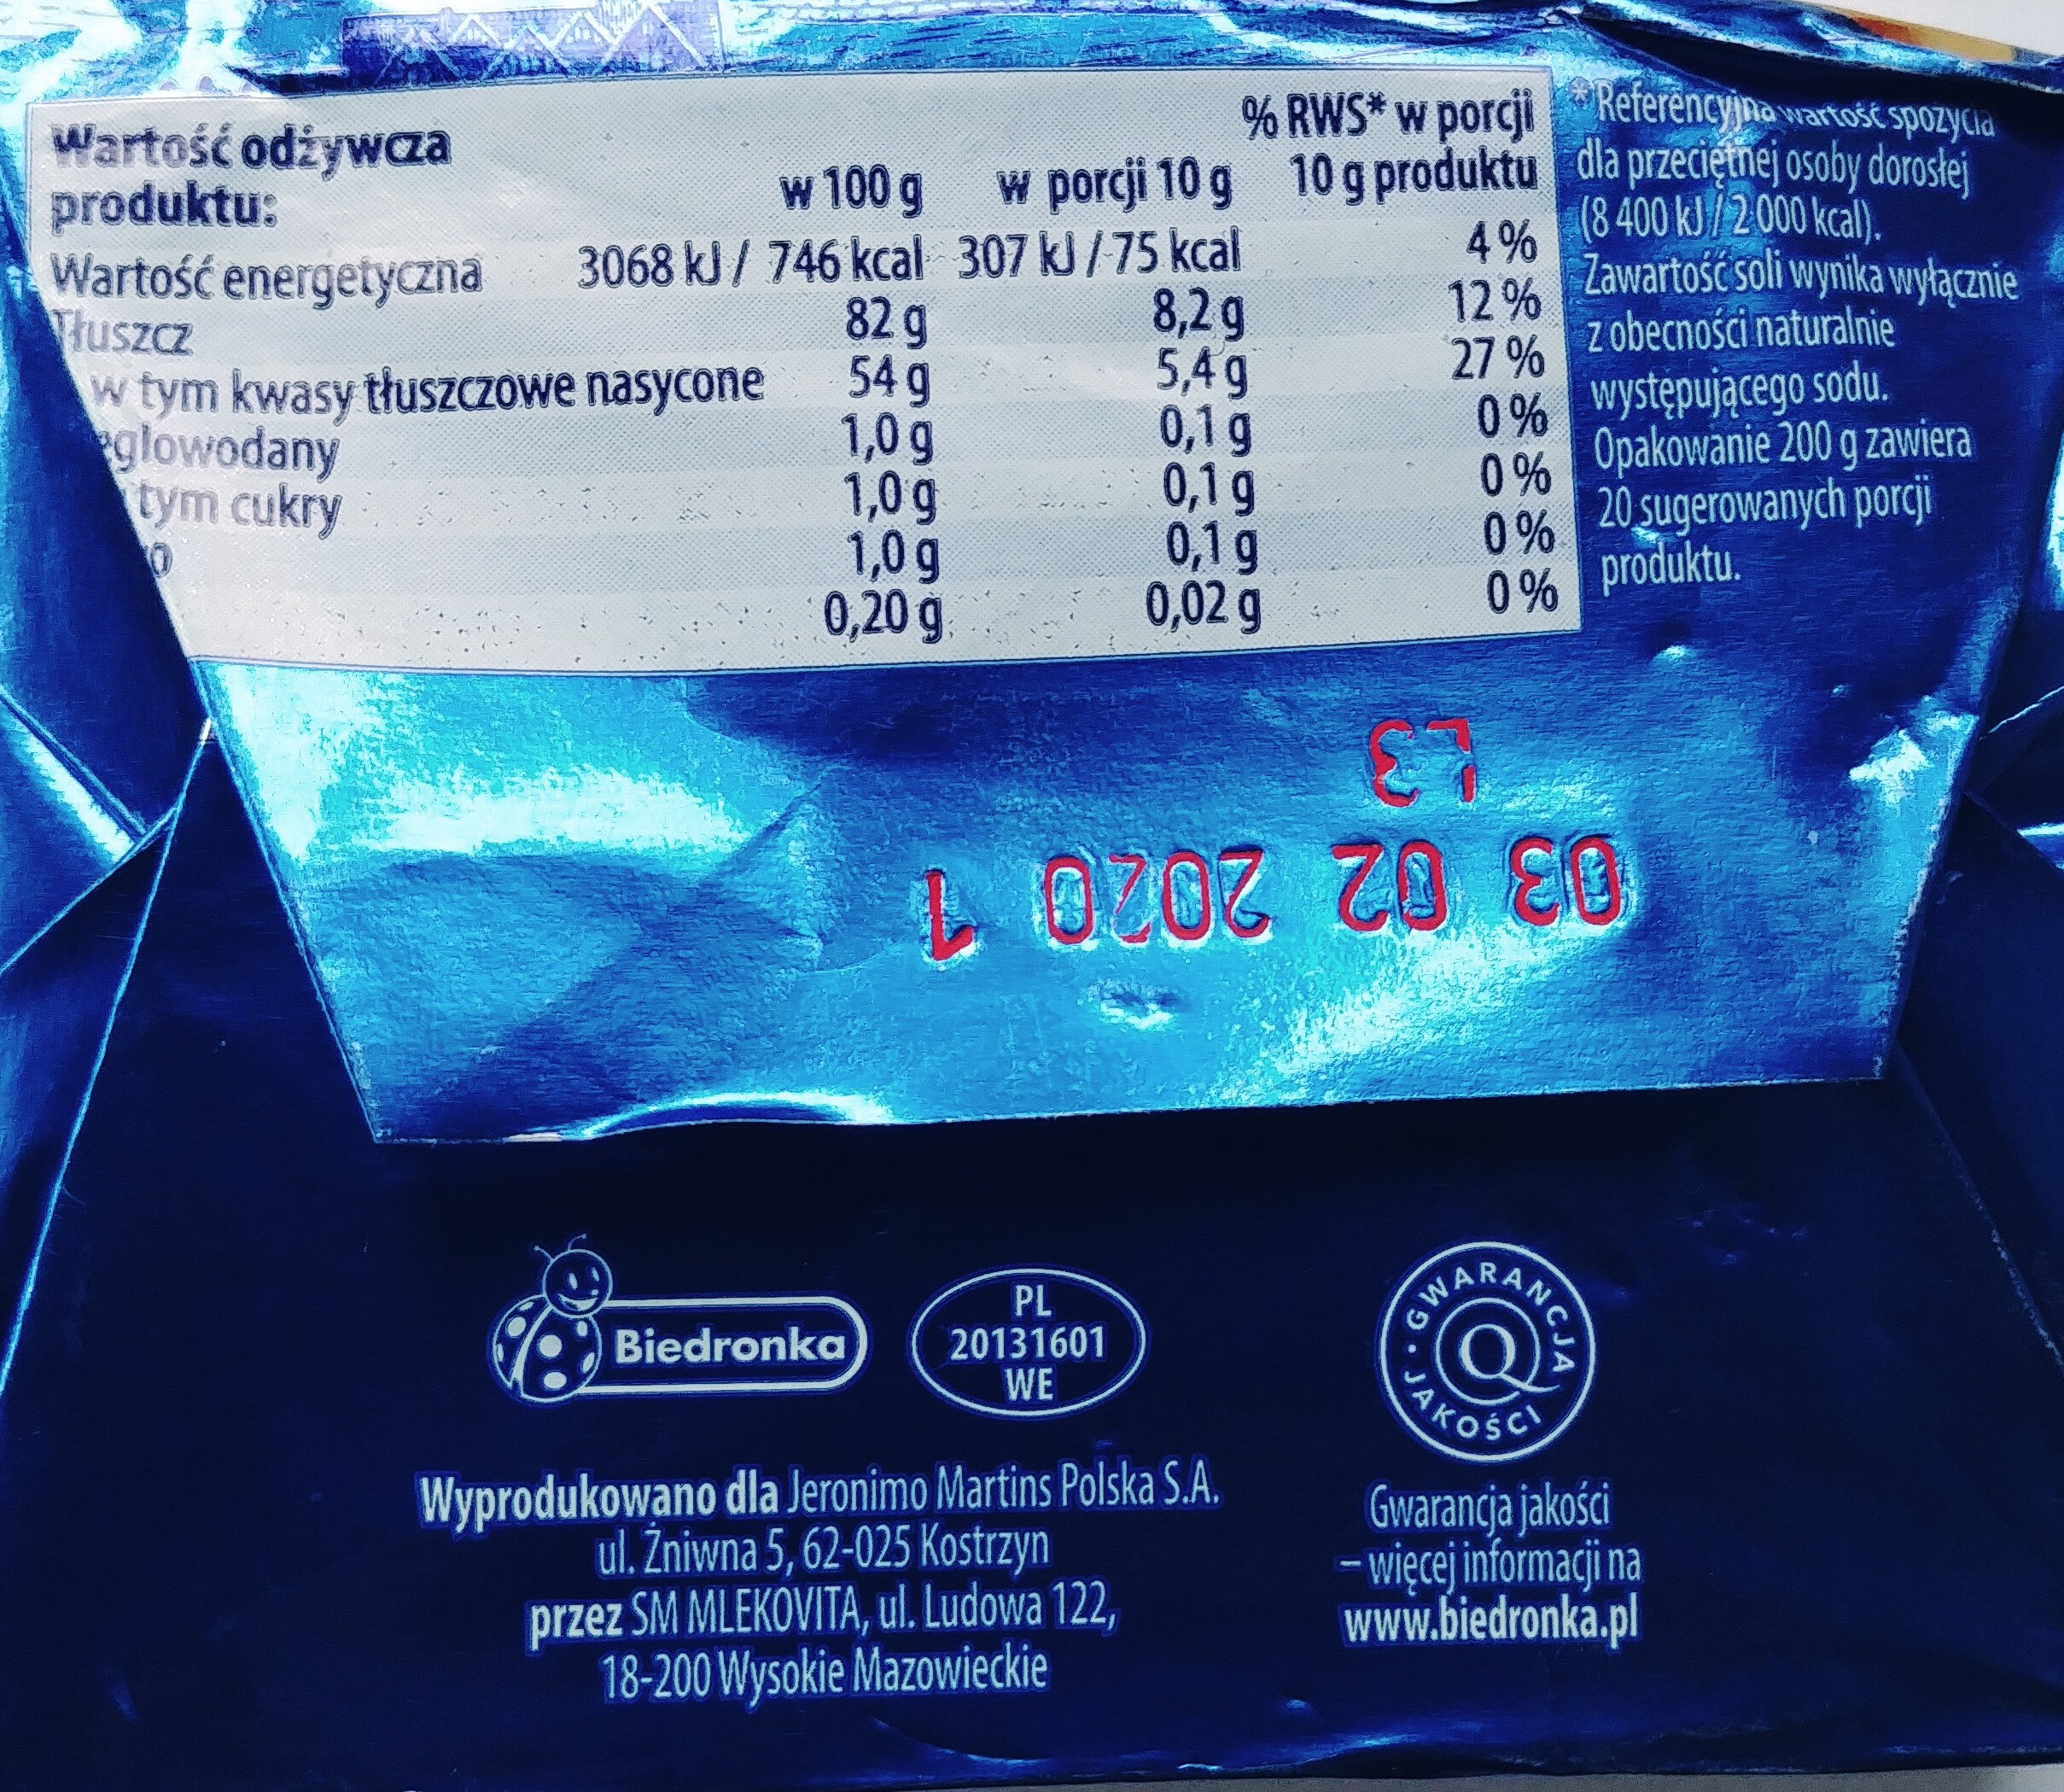 Wartość odżywcza
produktu:
w 100 g w porcji 10 g % RWS* w porcji
10 g produktu
Wartość energetyczna 3068 kJ / 746 kcal 307 kJ / 75 kcal 4 %
Tłuszcz 82 g 8,2 g 12 %
w tym kwasy tłuszczowe nasycone 54 g 5,4 g 27 %
ęglowodany 1,0 g 0,1 g 0 %
tym cukry 1,0 g 0,1 g 0 %
1,0 g 0,1 g 0 %
0,20 g 0,02 g 0 %
*Referencyjna wartość spożycia
dla przeciętnej osoby dorosłej
(8 400 kJ / 2 000 kcal).
Zawartość soli wynika wyłącznie
z obecności naturalnie
występującego sodu.
Opakowanie 200 g zawiera
20 sugerowanych porcji
produktu.
03 02 2020 1
L3
Biedronka
PL
20131601
WE
GWARANCJA JAKOŚCI
Q
Wyprodukowano dla Jeronimo Martins Polska S.A.
ul. Żniwna 5, 62-025 Kostrzyn
przez SM MLEKOVITA, ul. Ludowa 122,
18-200 Wysokie Mazowieckie
Gwarancja jakości
– więcej informacji na
www.biedronka.pl